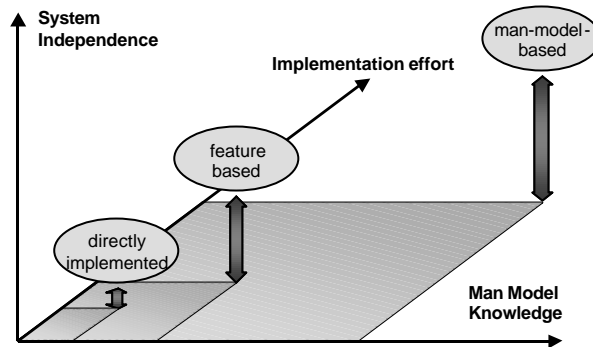 System
Independence
man-model-
based
Implementation effort
feature
based
directly
implemented
Man Model
Knowledge